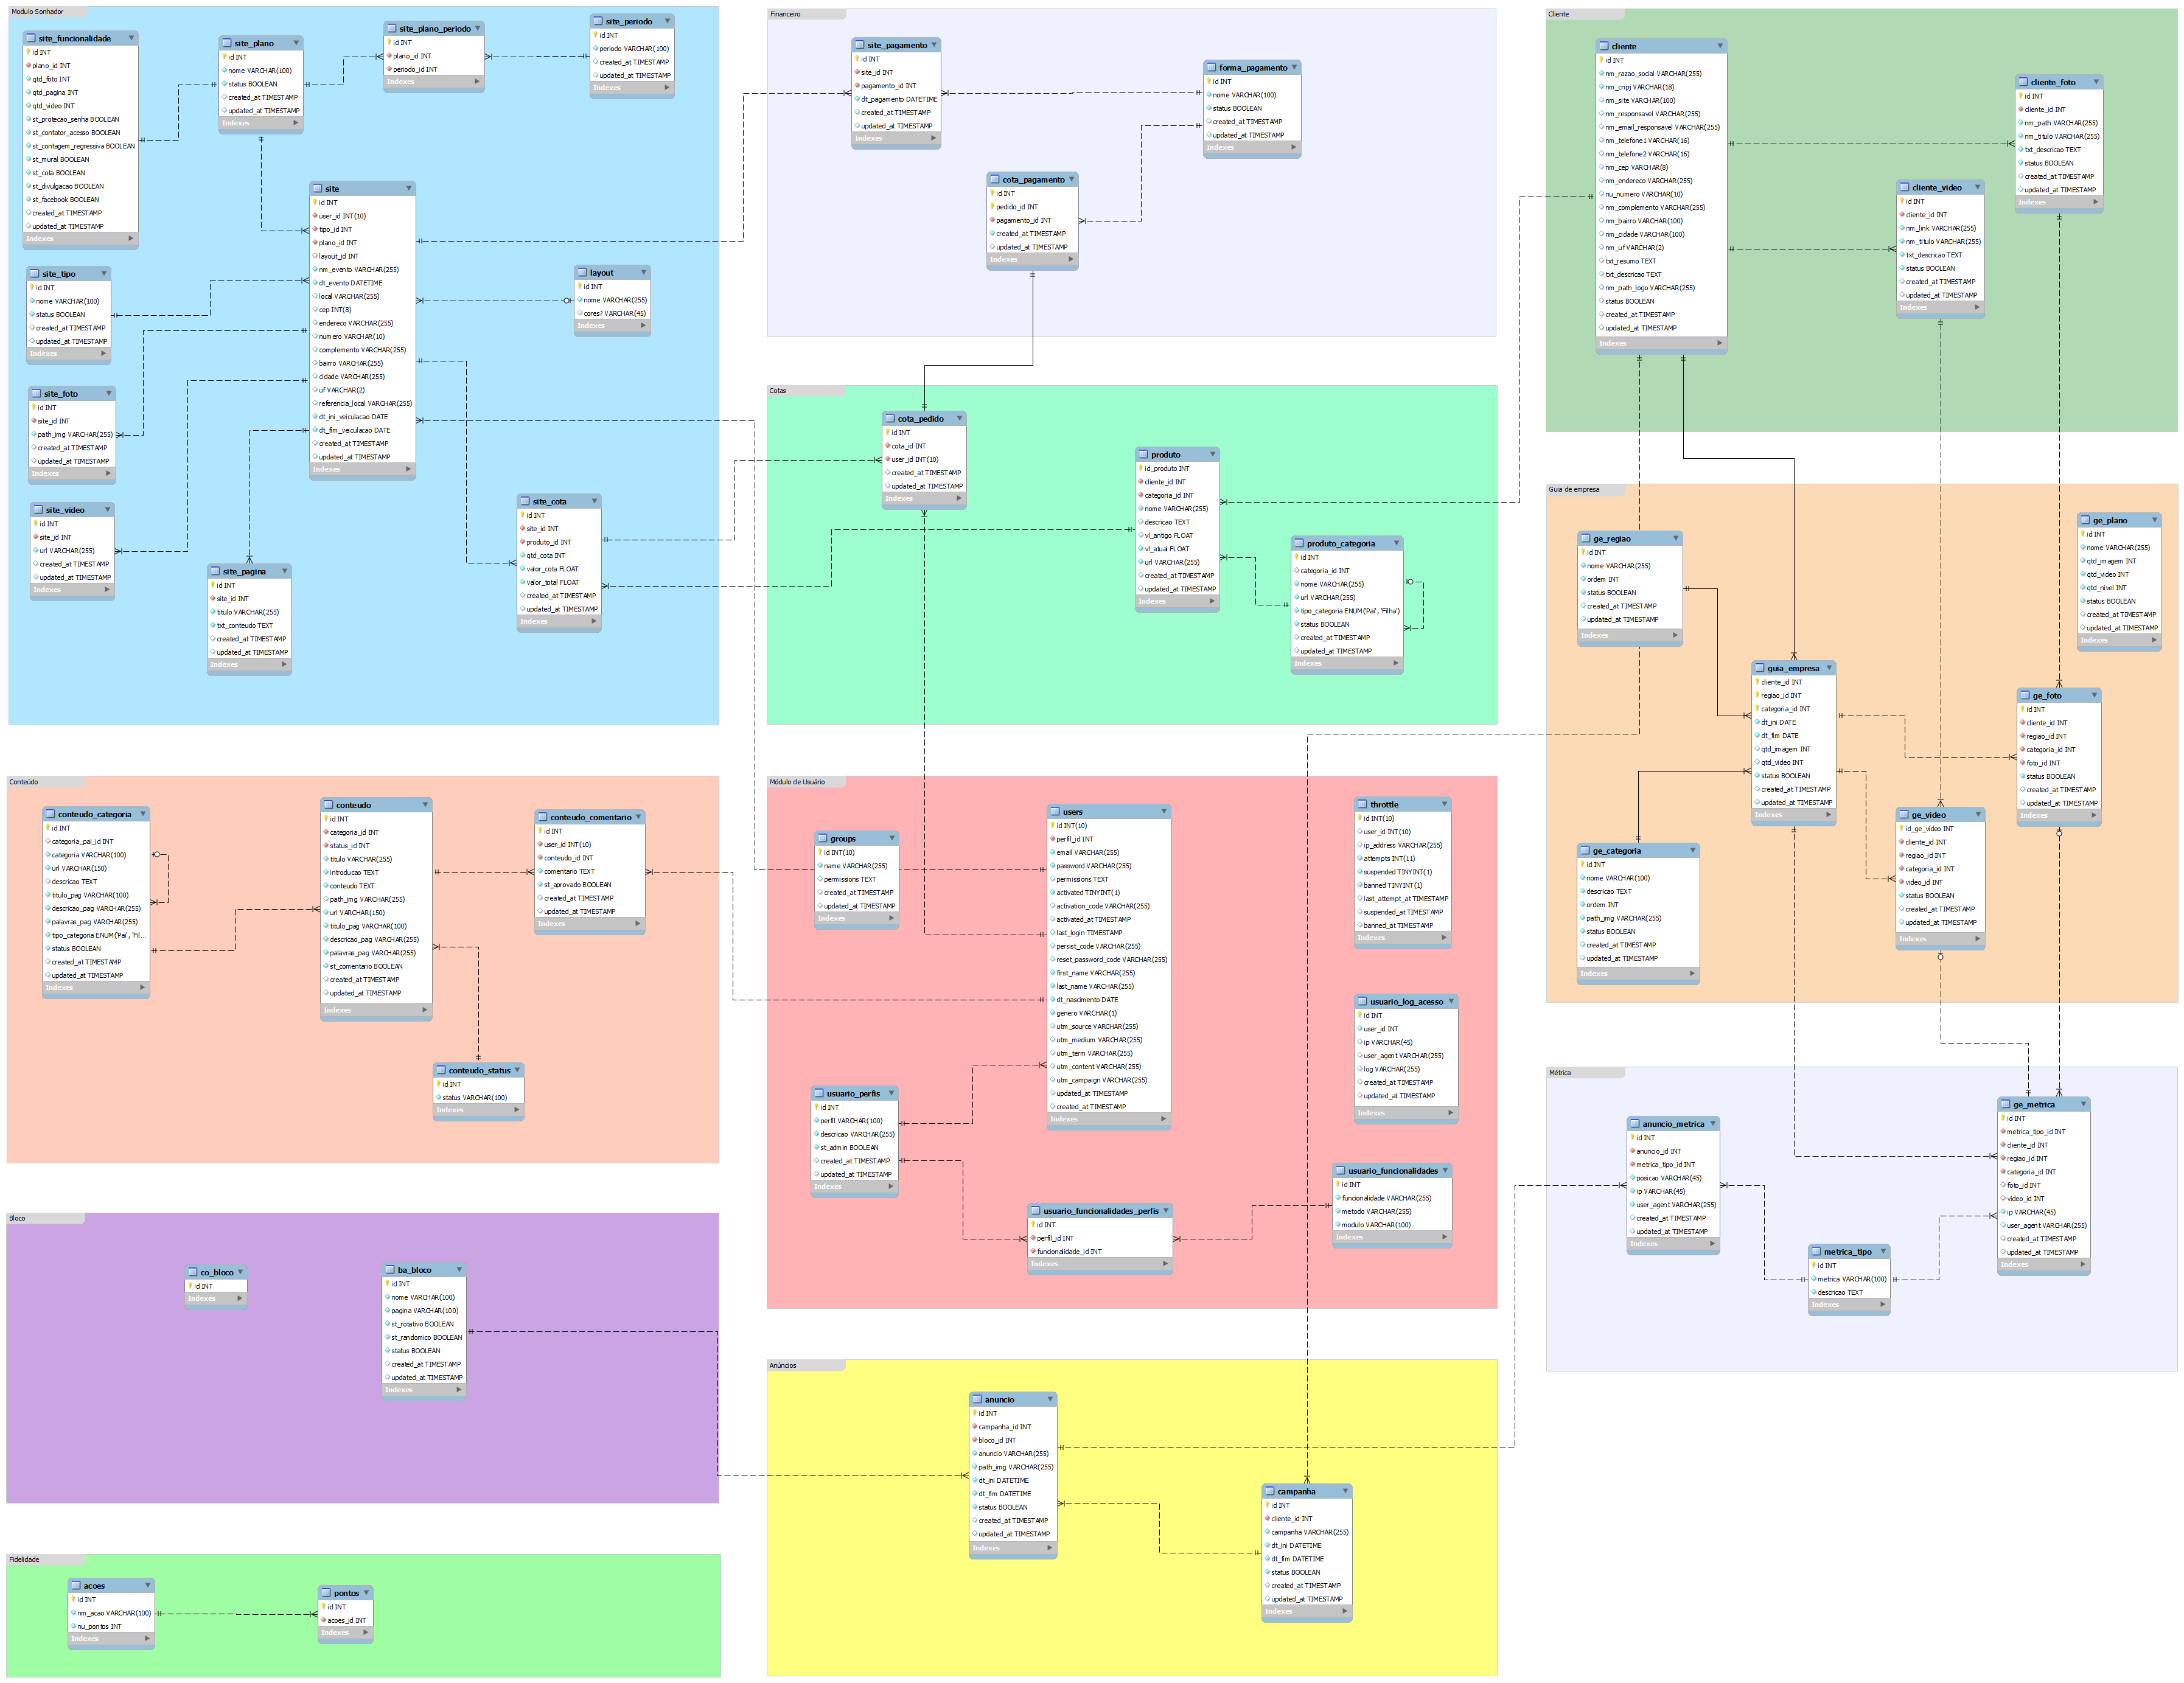 Modulo Sonhador
site_funcionalidade
id INT
plano_id INT
qtd_foto INT
qtd_pagina INT
qtd_video INT
st_protecao_senha BOOLEAN
st_contator_acesso BOOLEAN
st_contagem_regressiva BOOLEAN
st_mural BOOLEAN
st_cota BOOLEAN
st_divulgacao BOOLEAN
st_facebook BOOLEAN
created_at TIMESTAMP
updated_at TIMESTAMP
Indexes
site_plano
id INT
nome VARCHAR(100)
status BOOLEAN
created_at TIMESTAMP
updated_at TIMESTAMP
Indexes
site_plano_periodo
id INT
plano_id INT
periodo_id INT
Indexes
site_periodo
id INT
periodo VARCHAR(100)
created_at TIMESTAMP
updated_at TIMESTAMP
Indexes
site
id INT
user_id INT(10)
tipo_id INT
plano_id INT
layout_id INT
nm_evento VARCHAR(255)
dt_evento DATETIME
local VARCHAR(255)
cep INT(8)
endereco VARCHAR(255)
numero VARCHAR(10)
complemento VARCHAR(255)
bairro VARCHAR(255)
cidade VARCHAR(255)
uf VARCHAR(2)
referencia_local VARCHAR(255)
dt_ini_veiculacao DATE
dt_fim_veiculacao DATE
created_at TIMESTAMP
updated_at TIMESTAMP
Indexes
site_tipo
id INT
nome VARCHAR(100)
status BOOLEAN
created_at TIMESTAMP
updated_at TIMESTAMP
Indexes
layout
id INT
nome VARCHAR(255)
cores? VARCHAR(45)
Indexes
site_foto
id INT
site_id INT
path_img VARCHAR(255)
created_at TIMESTAMP
updated_at TIMESTAMP
Indexes
site_video
id INT
site_id INT
url VARCHAR(255)
created_at TIMESTAMP
updated_at TIMESTAMP
Indexes
site_pagina
id INT
site_id INT
titulo VARCHAR(255)
txt_conteudo TEXT
created_at TIMESTAMP
updated_at TIMESTAMP
Indexes
site_cota
id INT
site_id INT
produto_id INT
qtd_cota INT
valor_cota FLOAT
valor_total FLOAT
created_at TIMESTAMP
updated_at TIMESTAMP
Indexes
Financeiro
site_pagamento
id INT
site_id INT
pagamento_id INT
dt_pagamento DATETIME
created_at TIMESTAMP
updated_at TIMESTAMP
Indexes
forma_pagamento
id INT
nome VARCHAR(100)
status BOOLEAN
created_at TIMESTAMP
updated_at TIMESTAMP
Indexes
cota_pagamento
id INT
pedido_id INT
pagamento_id INT
created_at TIMESTAMP
updated_at TIMESTAMP
Indexes
Cotas
cota_pedido
id INT
cota_id INT
user_id INT(10)
created_at TIMESTAMP
updated_at TIMESTAMP
Indexes
produto
id_produto INT
cliente_id INT
categoria_id INT
nome VARCHAR(255)
descricao TEXT
vl_antigo FLOAT
vl_atual FLOAT
url VARCHAR(255)
created_at TIMESTAMP
updated_at TIMESTAMP
Indexes
produto_categoria
id INT
categoria_id INT
nome VARCHAR(255)
url VARCHAR(255)
tipo_categoria ENUM('Pai', 'Filha')
status BOOLEAN
created_at TIMESTAMP
updated_at TIMESTAMP
Indexes
Cliente
cliente
id INT
nm_razao_social VARCHAR(255)
nm_cnpj VARCHAR(18)
nm_site VARCHAR(100)
nm_responsavel VARCHAR(255)
nm_email_responsavel VARCHAR(255)
nm_telefone1 VARCHAR(16)
nm_telefone2 VARCHAR(16)
nm_cep VARCHAR(8)
nm_endereco VARCHAR(255)
nu_numero VARCHAR(10)
nm_complemento VARCHAR(255)
nm_bairro VARCHAR(100)
nm_cidade VARCHAR(100)
nm_uf VARCHAR(2)
txt_resumo TEXT
txt_descricao TEXT
nm_path_logo VARCHAR(255)
status BOOLEAN
created_at TIMESTAMP
updated_at TIMESTAMP
Indexes
cliente_foto
id INT
cliente_id INT
nm_path VARCHAR(255)
nm_titulo VARCHAR(255)
txt_descricao TEXT
status BOOLEAN
created_at TIMESTAMP
updated_at TIMESTAMP
Indexes
cliente_video
id INT
cliente_id INT
nm_link VARCHAR(255)
nm_titulo VARCHAR(255)
txt_descricao TEXT
status BOOLEAN
created_at TIMESTAMP
updated_at TIMESTAMP
Indexes
Guia de empresa
ge_regiao
id INT
nome VARCHAR(255)
ordem INT
status BOOLEAN
created_at TIMESTAMP
updated_at TIMESTAMP
Indexes
ge_plano
id INT
nome VARCHAR(255)
qtd_imagem INT
qtd_video INT
qtd_nivel INT
status BOOLEAN
created_at TIMESTAMP
updated_at TIMESTAMP
Indexes
guia_empresa
cliente_id INT
regiao_id INT
categoria_id INT
dt_ini DATE
dt_fim DATE
qtd_imagem INT
qtd_video INT
status BOOLEAN
created_at TIMESTAMP
updated_at TIMESTAMP
Indexes
ge_foto
id INT
cliente_id INT
regiao_id INT
categoria_id INT
foto_id INT
status BOOLEAN
created_at TIMESTAMP
updated_at TIMESTAMP
Indexes
ge_video
id_ge_video INT
cliente_id INT
regiao_id INT
categoria_id INT
video_id INT
status BOOLEAN
created_at TIMESTAMP
updated_at TIMESTAMP
Indexes
ge_categoria
id INT
nome VARCHAR(100)
descricao TEXT
ordem INT
path_img VARCHAR(255)
status BOOLEAN
created_at TIMESTAMP
updated_at TIMESTAMP
Indexes
Conteúdo
conteudo_categoria
id INT
categoria_pai_id INT
categoria VARCHAR(100)
url VARCHAR(150)
descricao TEXT
titulo_pag VARCHAR(100)
descricao_pag VARCHAR(255)
palavras_pag VARCHAR(255)
tipo_categoria ENUM('Pai', 'Fil...
status BOOLEAN
created_at TIMESTAMP
updated_at TIMESTAMP
Indexes
conteudo
id INT
categoria_id INT
status_id INT
titulo VARCHAR(255)
introducao TEXT
conteudo TEXT
path_img VARCHAR(255)
url VARCHAR(150)
titulo_pag VARCHAR(100)
descricao_pag VARCHAR(255)
palavras_pag VARCHAR(255)
st_comentario BOOLEAN
created_at TIMESTAMP
updated_at TIMESTAMP
Indexes
conteudo_comentario
id INT
user_id INT(10)
conteudo_id INT
comentario TEXT
st_aprovado BOOLEAN
created_at TIMESTAMP
updated_at TIMESTAMP
Indexes
conteudo_status
id INT
status VARCHAR(100)
Indexes
Módulo de Usuário
groups
id INT(10)
name VARCHAR(255)
permissions TEXT
created_at TIMESTAMP
updated_at TIMESTAMP
Indexes
users
id INT(10)
perfil_id INT
email VARCHAR(255)
password VARCHAR(255)
permissions TEXT
activated TINYINT(1)
activation_code VARCHAR(255)
activated_at TIMESTAMP
last_login TIMESTAMP
persist_code VARCHAR(255)
reset_password_code VARCHAR(255)
first_name VARCHAR(255)
last_name VARCHAR(255)
dt_nascimento DATE
genero VARCHAR(1)
utm_source VARCHAR(255)
utm_medium VARCHAR(255)
utm_term VARCHAR(255)
utm_content VARCHAR(255)
utm_campaign VARCHAR(255)
updated_at TIMESTAMP
created_at TIMESTAMP
Indexes
throttle
id INT(10)
user_id INT(10)
ip_address VARCHAR(255)
attempts INT(11)
suspended TINYINT(1)
banned TINYINT(1)
last_attempt_at TIMESTAMP
suspended_at TIMESTAMP
banned_at TIMESTAMP
Indexes
usuario_log_acesso
id INT
user_id INT
ip VARCHAR(45)
user_agent VARCHAR(255)
log VARCHAR(255)
created_at TIMESTAMP
updated_at TIMESTAMP
Indexes
usuario_perfis
id INT
perfil VARCHAR(100)
descricao VARCHAR(255)
st_admin BOOLEAN
created_at TIMESTAMP
updated_at TIMESTAMP
Indexes
usuario_funcionalidades_perfis
id INT
perfil_id INT
funcionalidade_id INT
Indexes
usuario_funcionalidades
id INT
funcionalidade VARCHAR(255)
metodo VARCHAR(255)
modulo VARCHAR(100)
Indexes
Métrica
anuncio_metrica
id INT
anuncio_id INT
metrica_tipo_id INT
posicao VARCHAR(45)
ip VARCHAR(45)
user_agent VARCHAR(255)
created_at TIMESTAMP
updated_at TIMESTAMP
Indexes
ge_metrica
id INT
metrica_tipo_id INT
cliente_id INT
regiao_id INT
categoria_id INT
foto_id INT
video_id INT
ip VARCHAR(45)
user_agent VARCHAR(255)
created_at TIMESTAMP
updated_at TIMESTAMP
Indexes
metrica_tipo
id INT
metrica VARCHAR(100)
descricao TEXT
Indexes
Bloco
co_bloco
id INT
Indexes
ba_bloco
id INT
nome VARCHAR(100)
pagina VARCHAR(100)
st_rotativo BOOLEAN
st_randomico BOOLEAN
status BOOLEAN
created_at TIMESTAMP
updated_at TIMESTAMP
Indexes
Anúncios
anuncio
id INT
campanha_id INT
bloco_id INT
anuncio VARCHAR(255)
path_img VARCHAR(255)
dt_ini DATETIME
dt_fim DATETIME
status BOOLEAN
created_at TIMESTAMP
updated_at TIMESTAMP
Indexes
campanha
id INT
cliente_id INT
campanha VARCHAR(255)
dt_ini DATETIME
dt_fim DATETIME
status BOOLEAN
created_at TIMESTAMP
updated_at TIMESTAMP
Indexes
Fidelidade
acoes
id INT
nm_acao VARCHAR(100)
nu_pontos INT
Indexes
pontos
id INT
acoes_id INT
Indexes